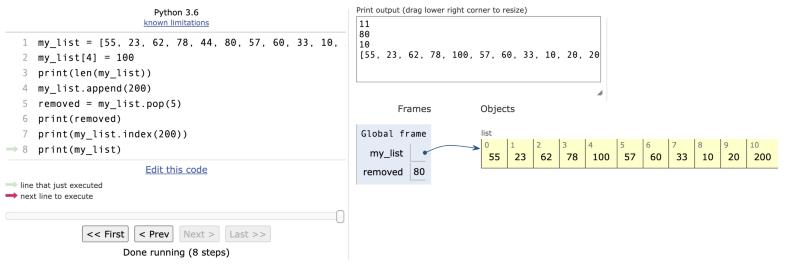 Python 3.6
known limitations
1 my_list = [55, 23, 62, 78, 44, 80, 57, 60, 33, 10,
2 my_list[4] = 100
3 print(len(my_list))
4 my_list.append(200)
5 removed = my_list.pop(5)
6 print(removed)
7 print(my_list.index(200))
8 print(my_list)
Edit this code
line that just executed
next line to execute
<< First < Prev Next > Last >>
Done running (8 steps)
Print output (drag lower right corner to resize)
11
80
10
[55, 23, 62, 78, 100, 57, 60, 33, 10, 20, 20
Frames Objects
Global frame
my_list
removed 80
list
0 1 2 3 4 5 6 7 8 9 10
55 23 62 78 100 57 60 33 10 20 200